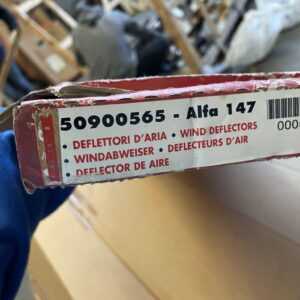 50900565 - Alfa 147
• DEFLETTORI D'ARIA • WIND DEFLECTORS
• WINDABWEISER • DEFLECTEURS D'AIR
• DEFLECTOR DE AIRE